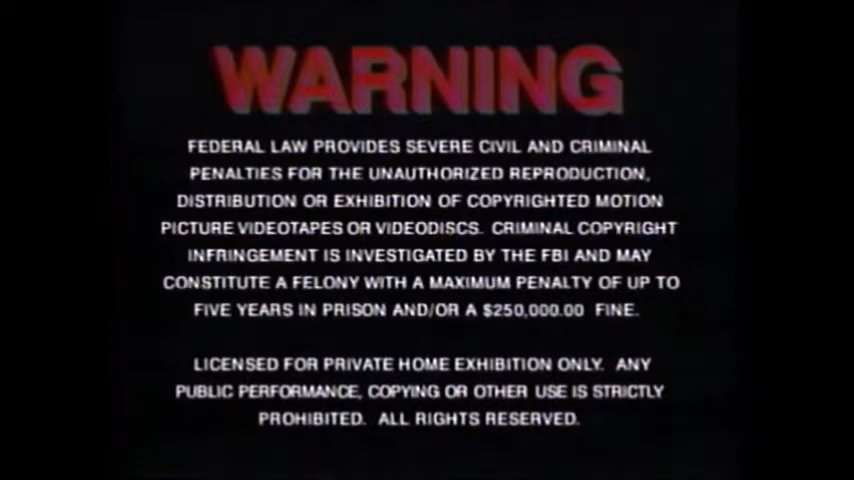 WARNING
FEDERAL LAW PROVIDES SEVERE CIVIL AND CRIMINAL
PENALTIES FOR THE UNAUTHORIZED REPRODUCTION,
DISTRIBUTION OR EXHIBITION OF COPYRIGHTED MOTION
PICTURE VIDEOTAPES OR VIDEODISCS. CRIMINAL COPYRIGHT
INFRINGEMENT IS INVESTIGATED BY THE FBI AND MAY
CONSTITUTE A FELONY WITH A MAXIMUM PENALTY OF UP TO
FIVE YEARS IN PRISON AND/OR A $250,000.00 FINE.
LICENSED FOR PRIVATE HOME EXHIBITION ONLY. ANY
PUBLIC PERFORMANCE, COPYING OR OTHER USE IS STRICTLY
PROHIBITED. ALL RIGHTS RESERVED.